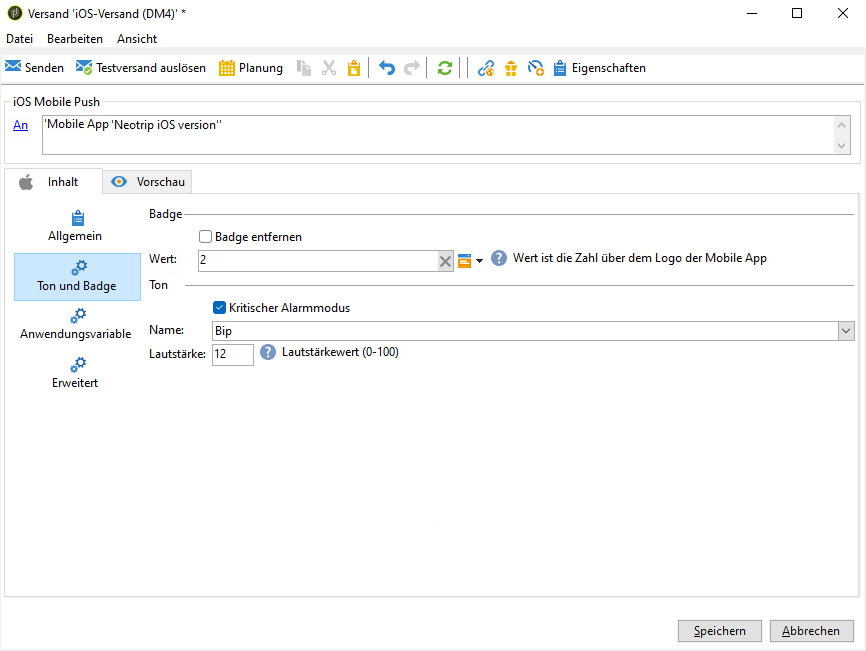 Versand 'iOS-Versand (DM4)' *
Datei Bearbeiten Ansicht
Senden Testversand auslösen Planung Eigenschaften
iOS Mobile Push
An 'Mobile App 'Neotrip iOS version''
Inhalt Vorschau
Allgemein
Ton und Badge
Anwendungsvariable
Erweitert
Badge
Badge entfernen
Wert: 2 Wert ist die Zahl über dem Logo der Mobile App
Ton
Kritischer Alarmmodus
Name: Bip
Lautstärke: 12 Lautstärkewert (0-100)
Speichern Abbrechen